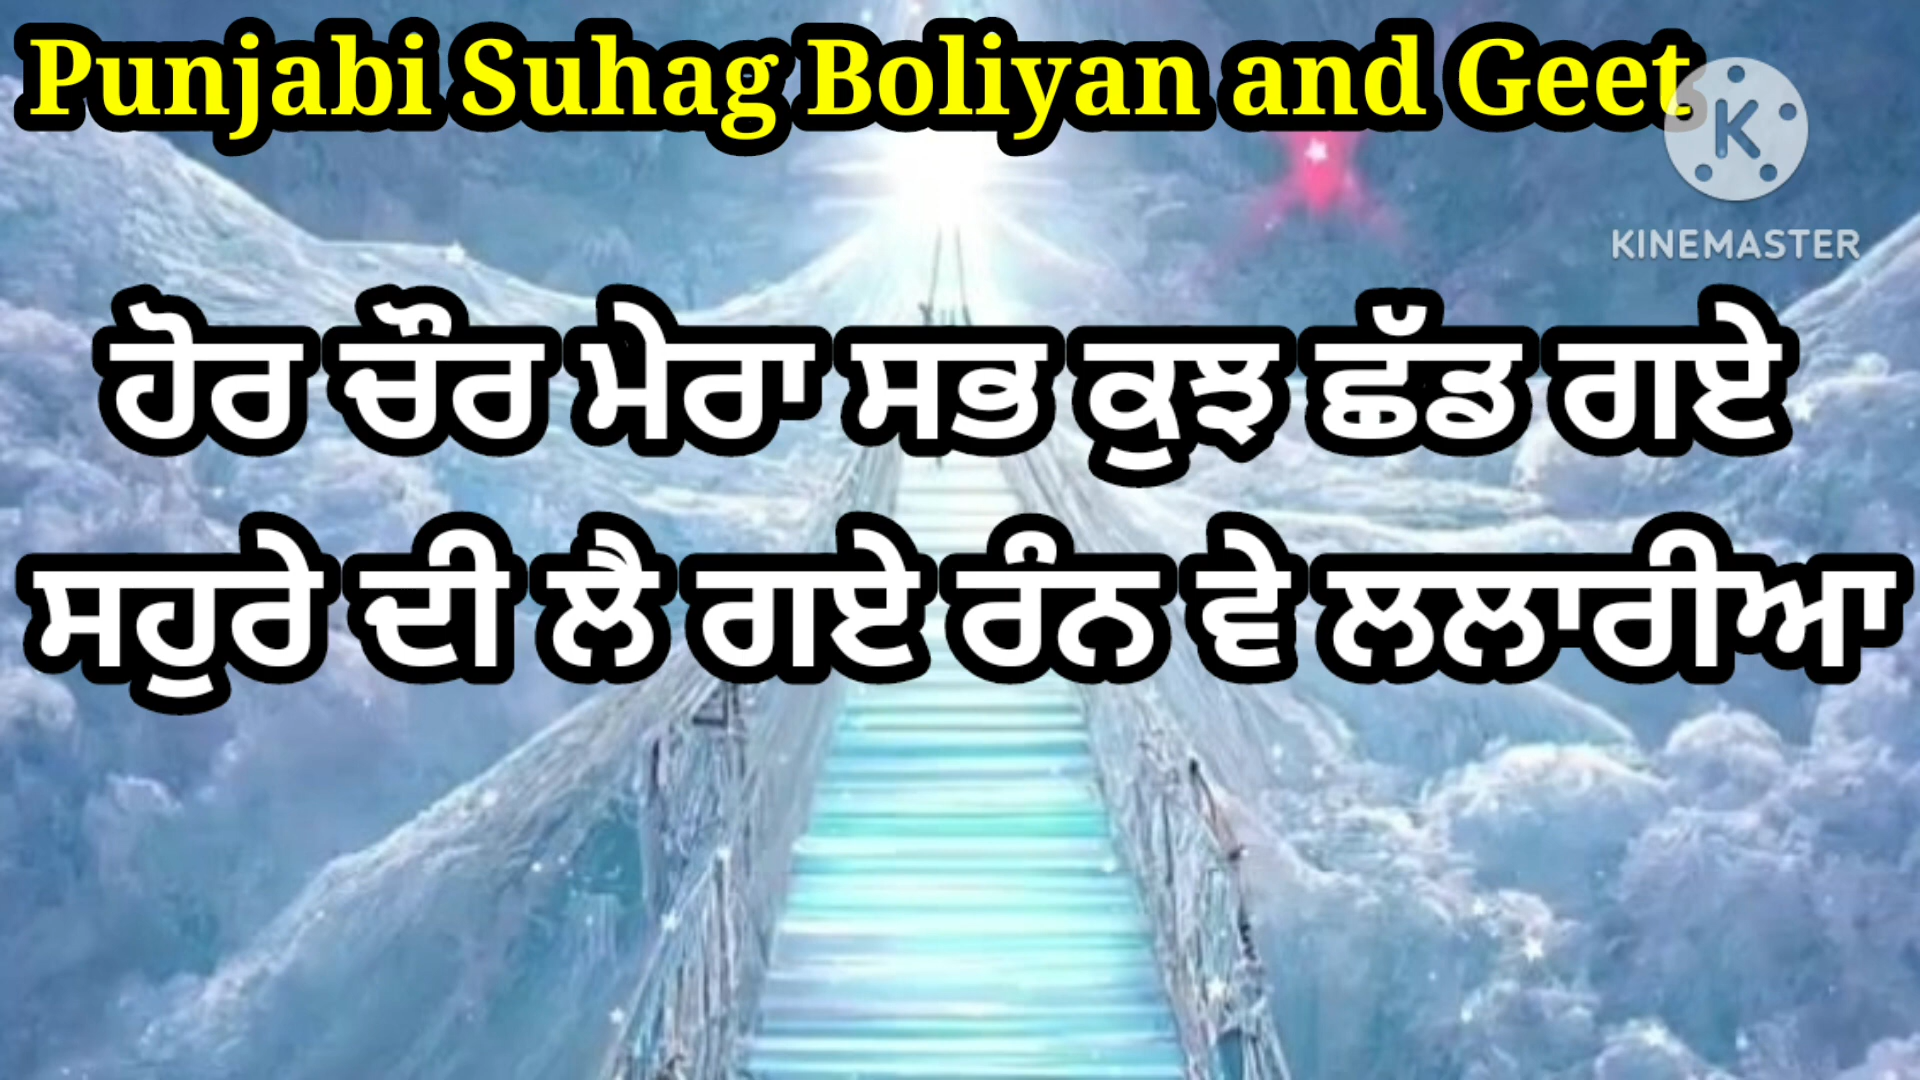 Punjabi Suhag Boliyan and Geet
KINEMASTER
ਹੋਰ ਚੌਰ ਮੇਰਾ ਸਭ ਕੁਝ ਛੱਡ ਗਏ
ਸਹੁਰੇ ਦੀ ਲੈ ਗਏ ਰੰਨ ਵੇ ਲਲਾਰੀਆ